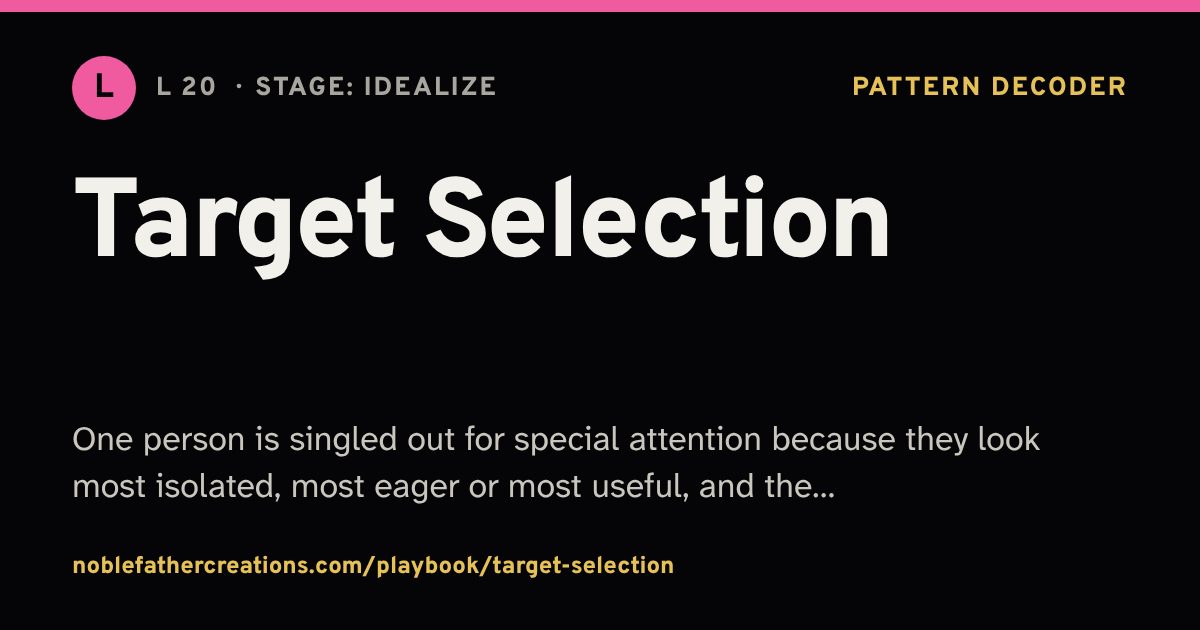 L
L 20 · STAGE: IDEALIZE
PATTERN DECODER
Target Selection
One person is singled out for special attention because they look
most isolated, most eager or most useful, and the...
noblefathercreations.com/playbook/target-selection